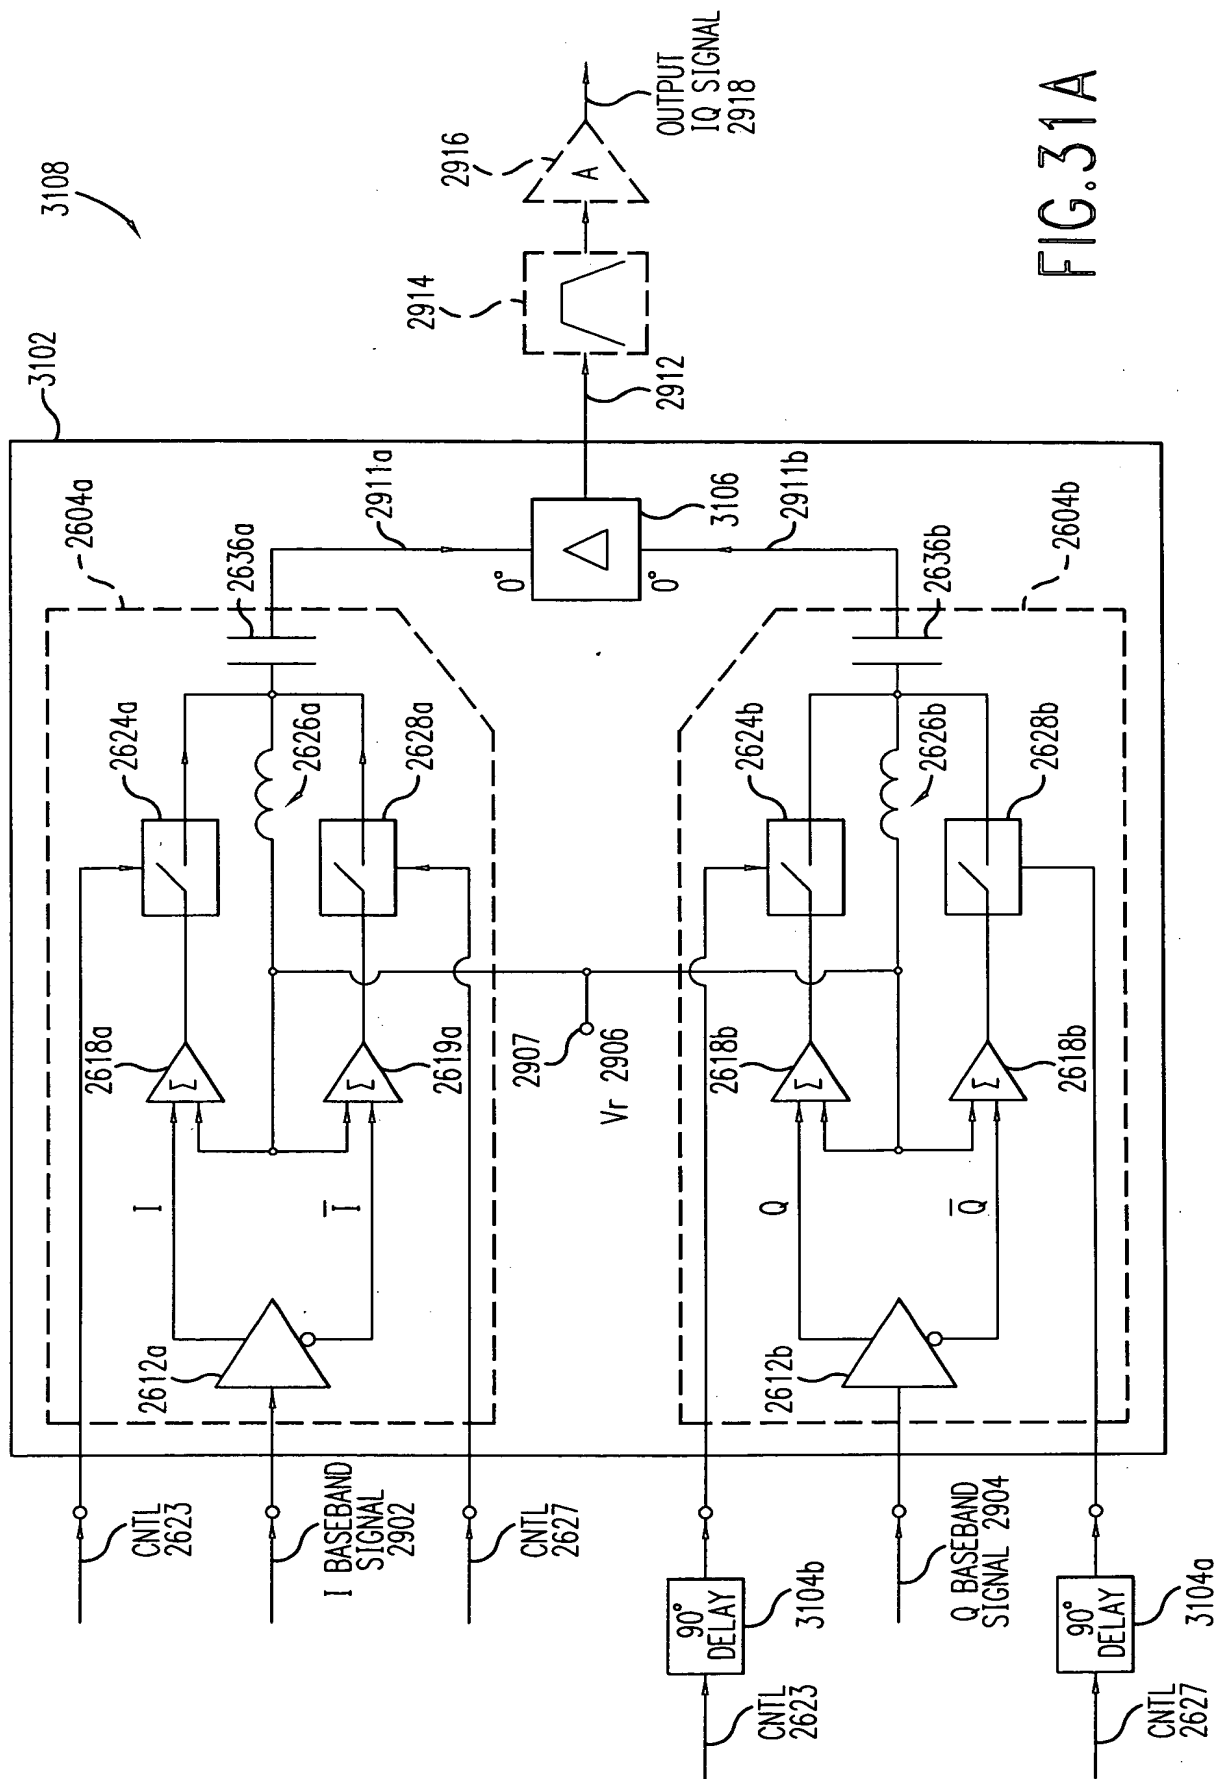 3108
3102
2604a
2636a
2624a
2626a
2628a
2618a
Σ
2619a
Σ
I
I̅
2612a
CNTL
2623
I BASEBAND
SIGNAL
2902
CNTL
2627
2911a
0°
0°
3106
2911b
2912
2914
2916
A
OUTPUT
IQ SIGNAL
2918
2907
Vr 2906
2604b
2636b
2624b
2626b
2628b
2618b
Σ
2618b
Σ
Q
Q̅
2612b
90°
DELAY
3104b
CNTL
2623
Q BASEBAND
SIGNAL 2904
90°
DELAY
3104a
CNTL
2627
FIG.31A